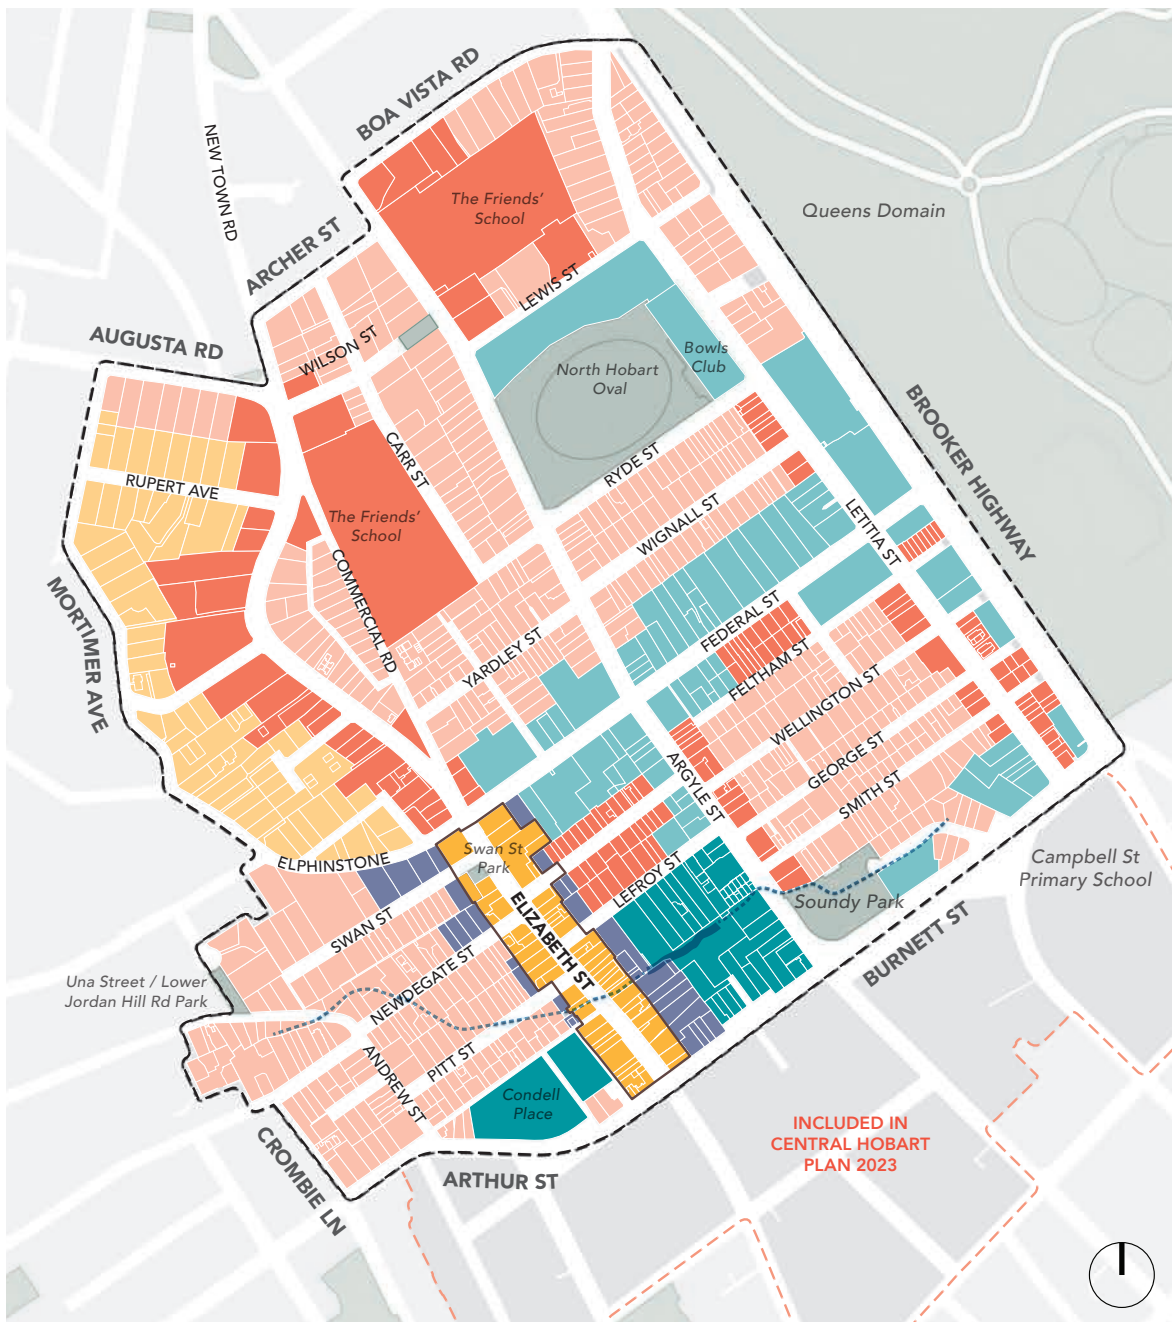 BOA VISTA RD
NEW TOWN RD
The Friends'
School
Queens Domain
ARCHER ST
LEWIS ST
AUGUSTA RD
WILSON ST
Bowls
Club
North Hobart
Oval
BROOKER HIGHWAY
CARR ST
RYDE ST
RUPERT AVE
WIGNALL ST
LETITIA ST
The Friends'
School
COMMERCIAL RD
MORTIMER AVE
FEDERAL ST
YARDLEY ST
FELTHAM ST
WELLINGTON ST
GEORGE ST
ARGYLE ST
SMITH ST
Swan St
Park
ELPHINSTONE
LEFROY ST
Campbell St
Primary School
Soundy Park
ELIZABETH ST
SWAN ST
BURNETT ST
Una Street / Lower
Jordan Hill Rd Park
NEWDEGATE ST
PITT ST
ANDREW ST
Condell
Place
INCLUDED IN
CENTRAL HOBART
PLAN 2023
CROMBIE LN
ARTHUR ST